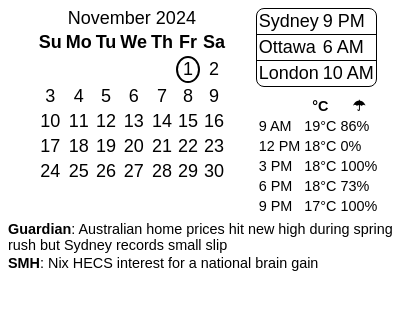 November 2024
Su Mo Tu We Th Fr Sa
1 2
3 4 5 6 7 8 9
10 11 12 13 14 15 16
17 18 19 20 21 22 23
24 25 26 27 28 29 30
Sydney 9 PM
Ottawa 6 AM
London 10 AM
°C ☂
9 AM 19°C 86%
12 PM 18°C 0%
3 PM 18°C 100%
6 PM 18°C 73%
9 PM 17°C 100%
Guardian: Australian home prices hit new high during spring
rush but Sydney records small slip
SMH: Nix HECS interest for a national brain gain